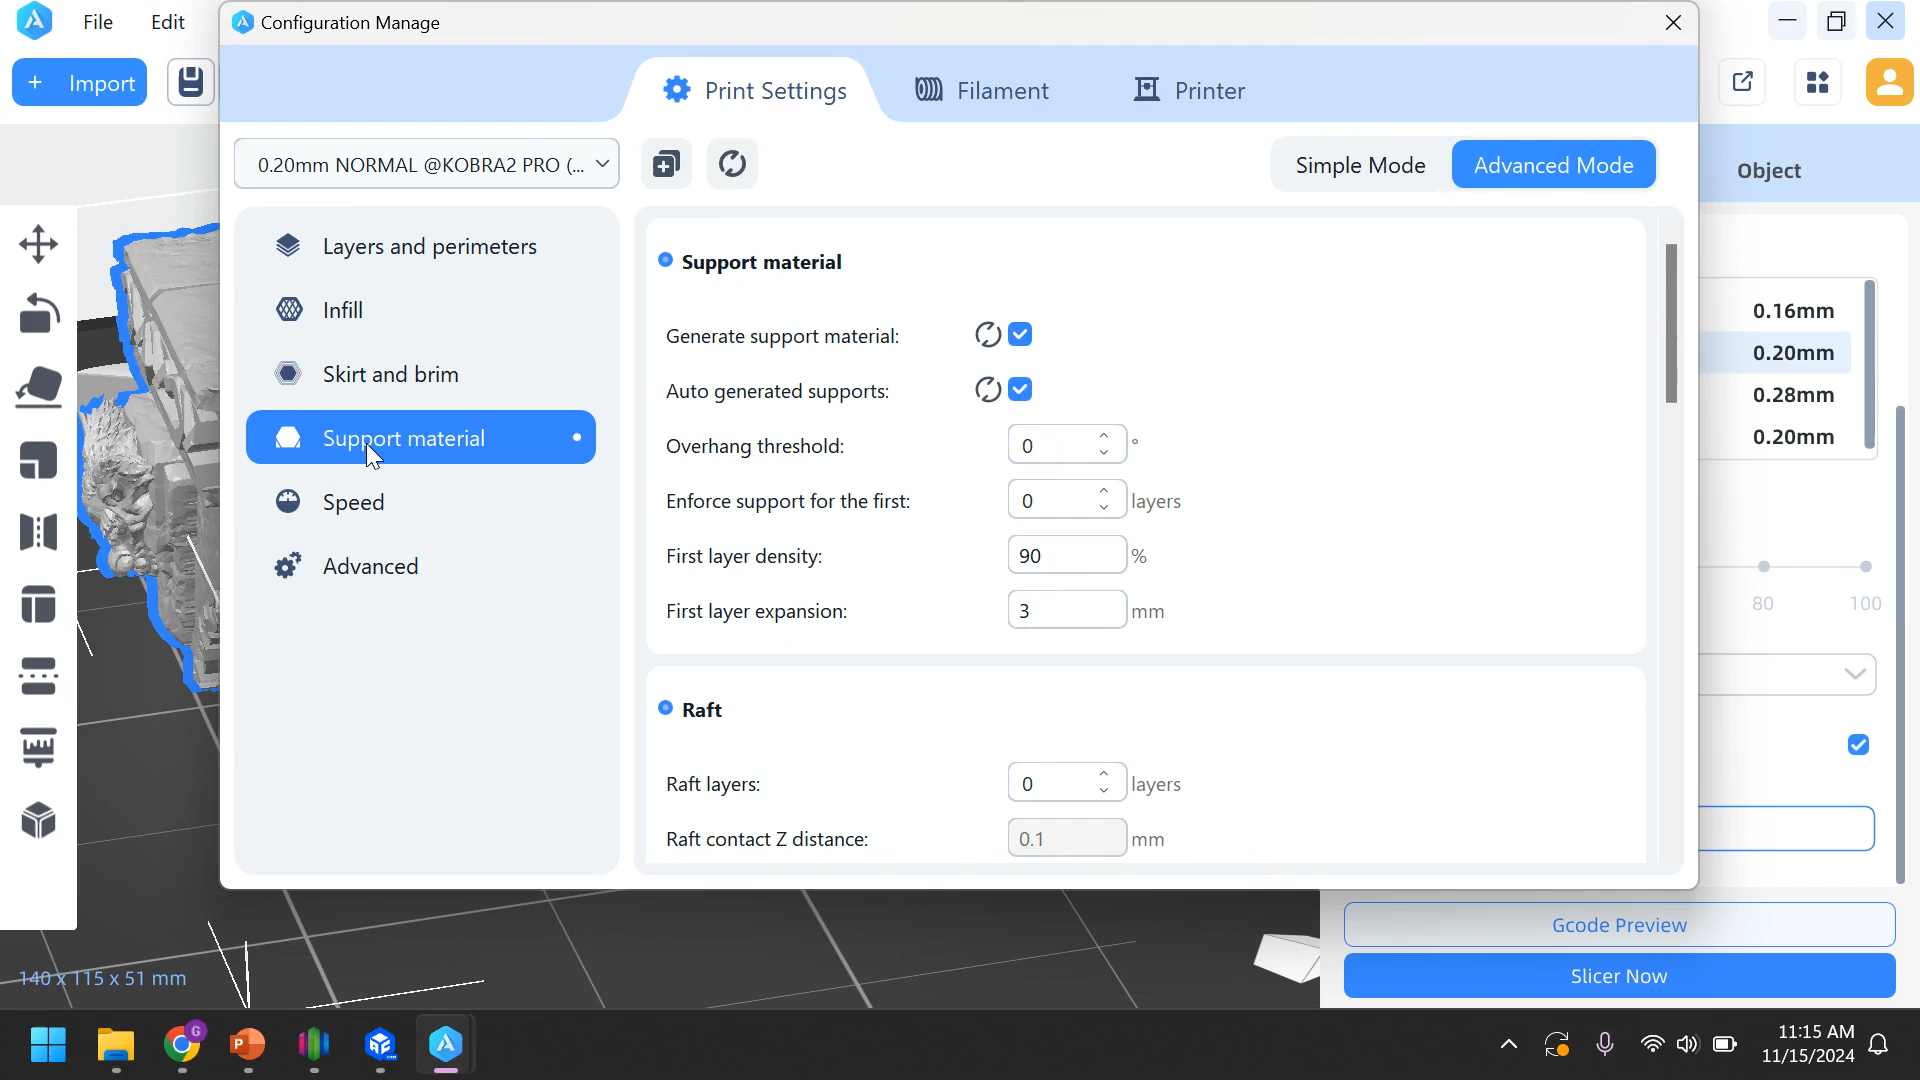 File
Edit
Configuration Manage
Import
Print Settings
Filament
Printer
0.20mm NORMAL @KOBRA2 PRO (...
Simple Mode
Advanced Mode
Object
Layers and perimeters
Infill
Skirt and brim
Support material
Speed
Advanced
Support material
Generate support material:
Auto generated supports:
Overhang threshold: 0 °
Enforce support for the first: 0 layers
First layer density: 90 %
First layer expansion: 3 mm
Raft
Raft layers: 0 layers
Raft contact Z distance: 0.1 mm
0.16mm
0.20mm
0.28mm
0.20mm
80 100
Gcode Preview
Slicer Now
140 x 115 x 51 mm
11:15 AM
11/15/2024